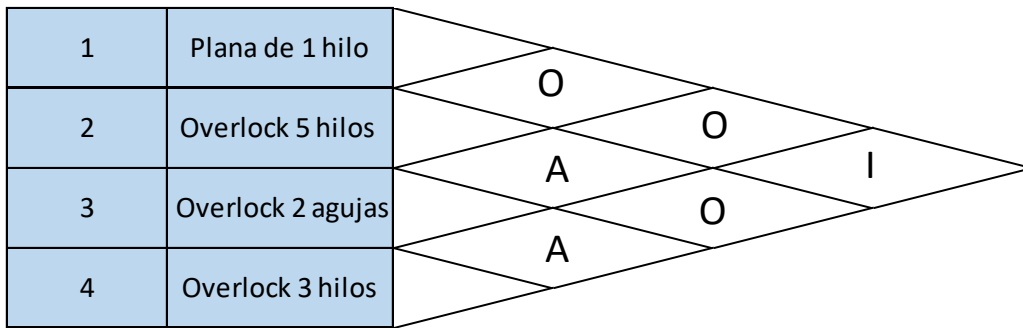 1 Plana de 1 hilo
O
2 Overlock 5 hilos
O
A
I
3 Overlock 2 agujas
O
A
4 Overlock 3 hilos